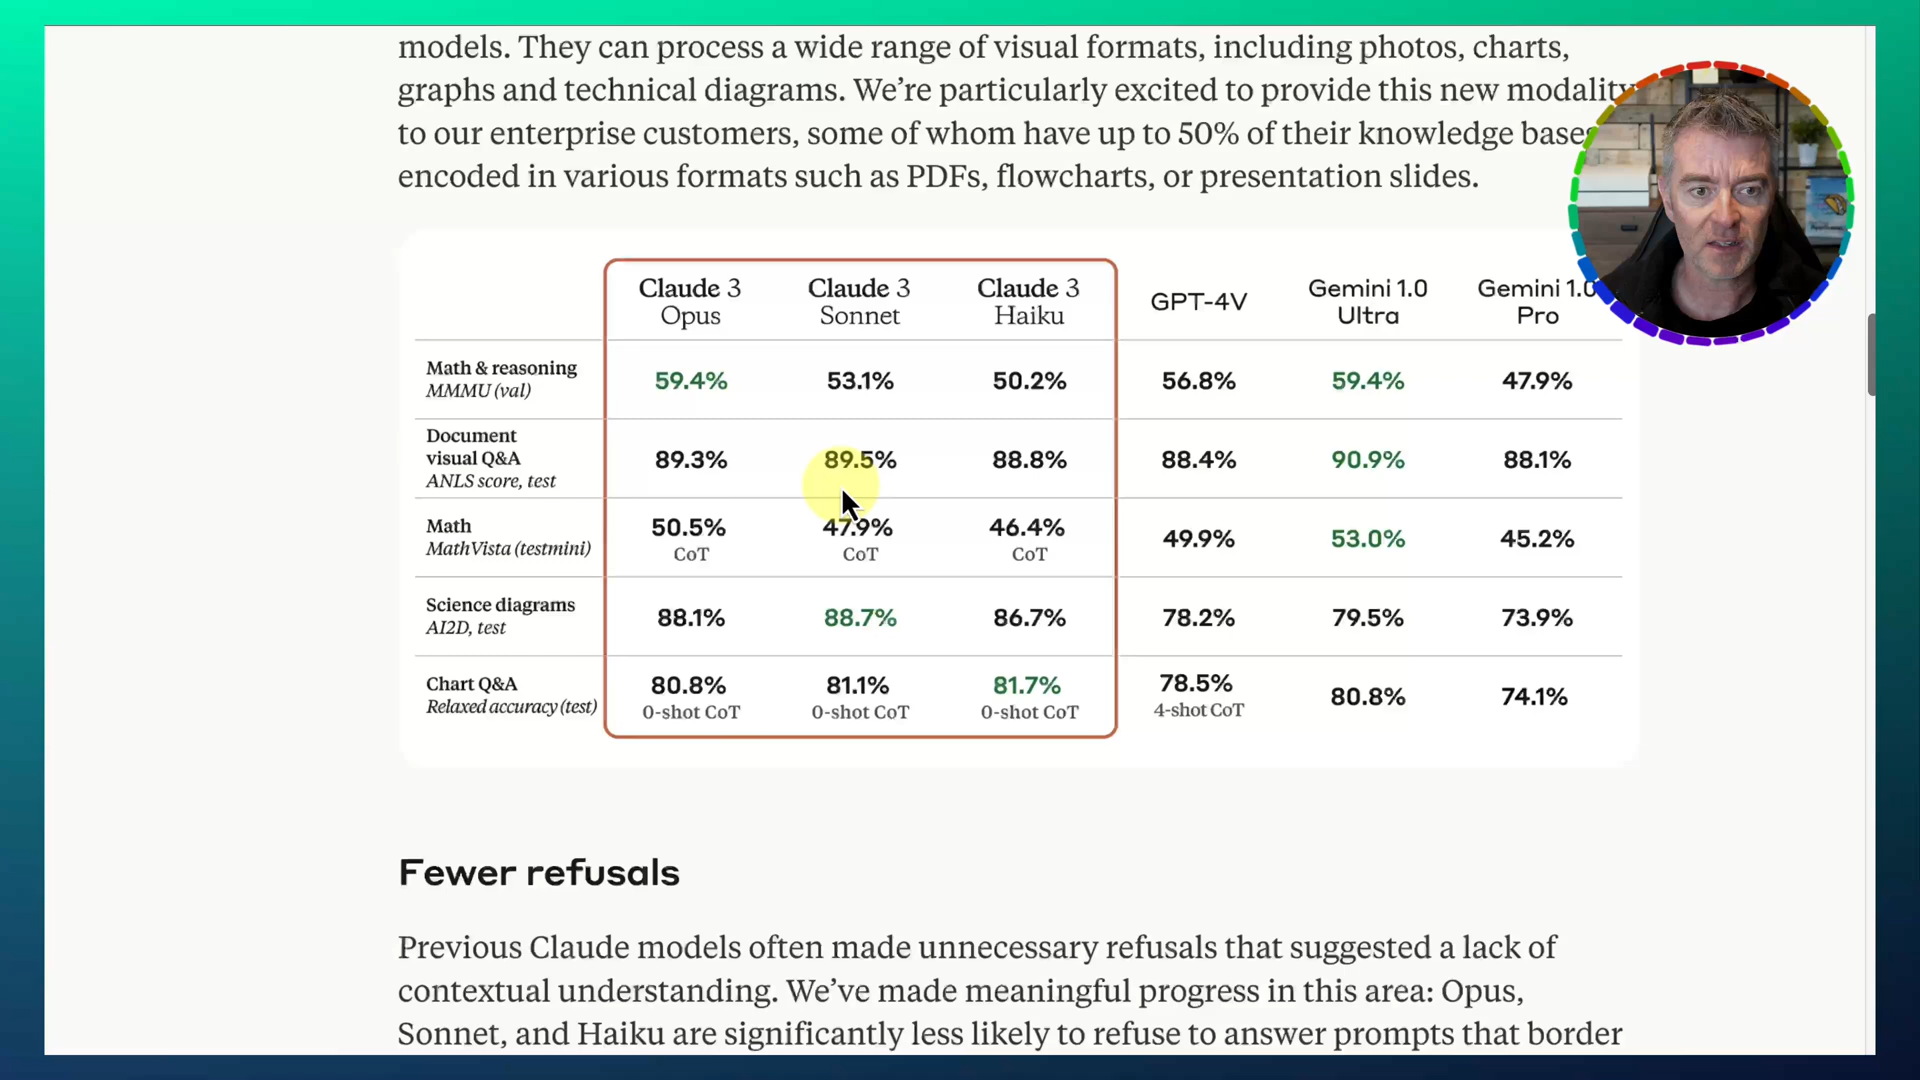 models. They can process a wide range of visual formats, including photos, charts,
graphs and technical diagrams. We’re particularly excited to provide this new modality
to our enterprise customers, some of whom have up to 50% of their knowledge bases
encoded in various formats such as PDFs, flowcharts, or presentation slides.
Claude 3 Opus
Claude 3 Sonnet
Claude 3 Haiku
GPT-4V
Gemini 1.0 Ultra
Gemini 1.0 Pro
Math & reasoning
MMMU (val)
59.4% 53.1% 50.2% 56.8% 59.4% 47.9%
Document
visual Q&A
ANLS score, test
89.3% 89.5% 88.8% 88.4% 90.9% 88.1%
Math
MathVista (testmini)
50.5% 47.9% 46.4% 49.9% 53.0% 45.2%
CoT CoT CoT
Science diagrams
AI2D, test
88.1% 88.7% 86.7% 78.2% 79.5% 73.9%
Chart Q&A
Relaxed accuracy (test)
80.8% 81.1% 81.7% 78.5% 80.8% 74.1%
0-shot CoT 0-shot CoT 0-shot CoT 4-shot CoT
Fewer refusals
Previous Claude models often made unnecessary refusals that suggested a lack of
contextual understanding. We’ve made meaningful progress in this area: Opus,
Sonnet, and Haiku are significantly less likely to refuse to answer prompts that border